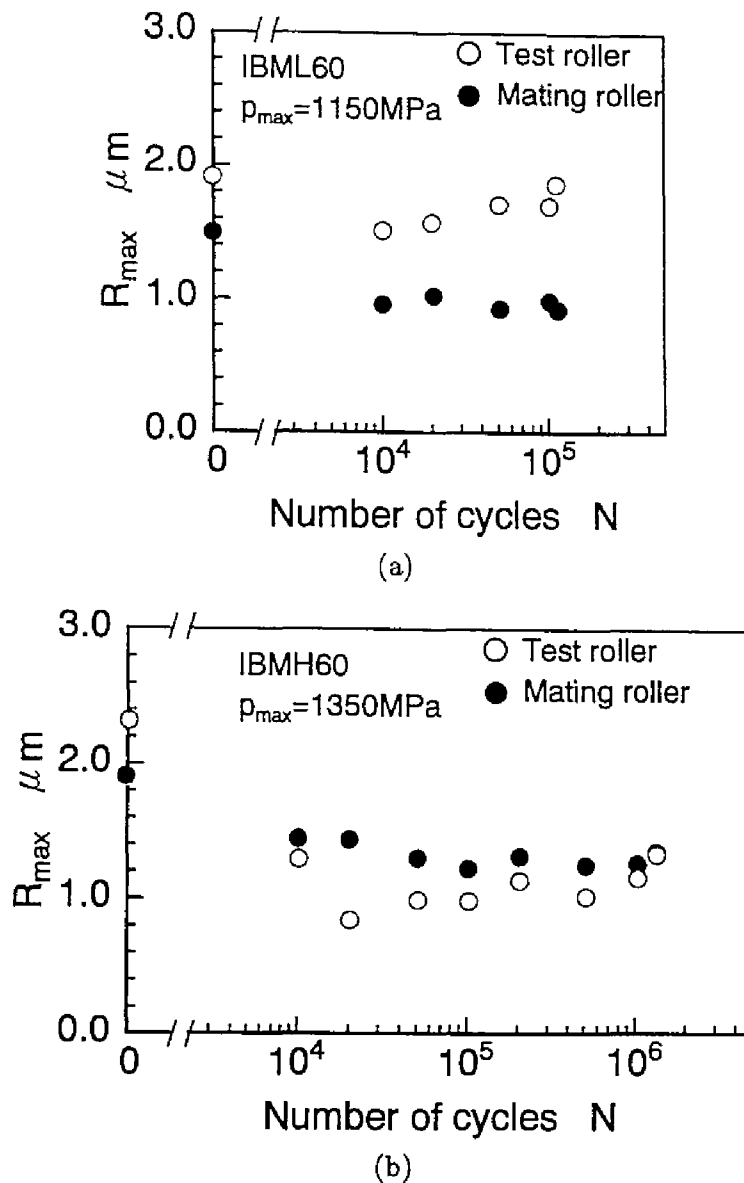 3.0
IBML60
p_max=1150MPa
○ Test roller
● Mating roller
2.0
1.0
0.0
R_max μm
0 10^4 10^5
Number of cycles N
(a)
3.0
IBMH60
p_max=1350MPa
○ Test roller
● Mating roller
2.0
1.0
0.0
R_max μm
0 10^4 10^5 10^6
Number of cycles N
(b)